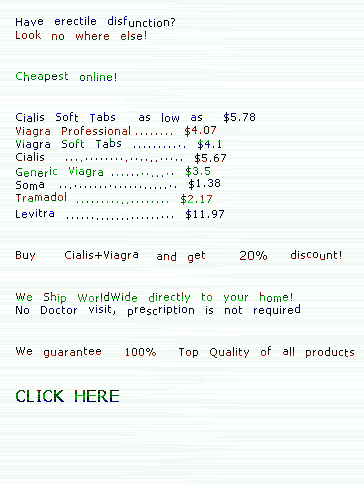 Have erectile disfunction?
Look no where else!
Cheapest online!
Cialis Soft Tabs as low as $5.78
Viagra Professional ........ $4.07
Viagra Soft Tabs ........... $4.1
Cialis ........................ $5.67
Generic Viagra ............. $3.5
Soma ........................ $1.38
Tramadol ................... $2.17
Levitra ...................... $11.97
Buy Cialis+Viagra and get 20% discount!
We Ship WorldWide directly to your home!
No Doctor visit, prescription is not required
We guarantee 100% Top Quality of all products
CLICK HERE